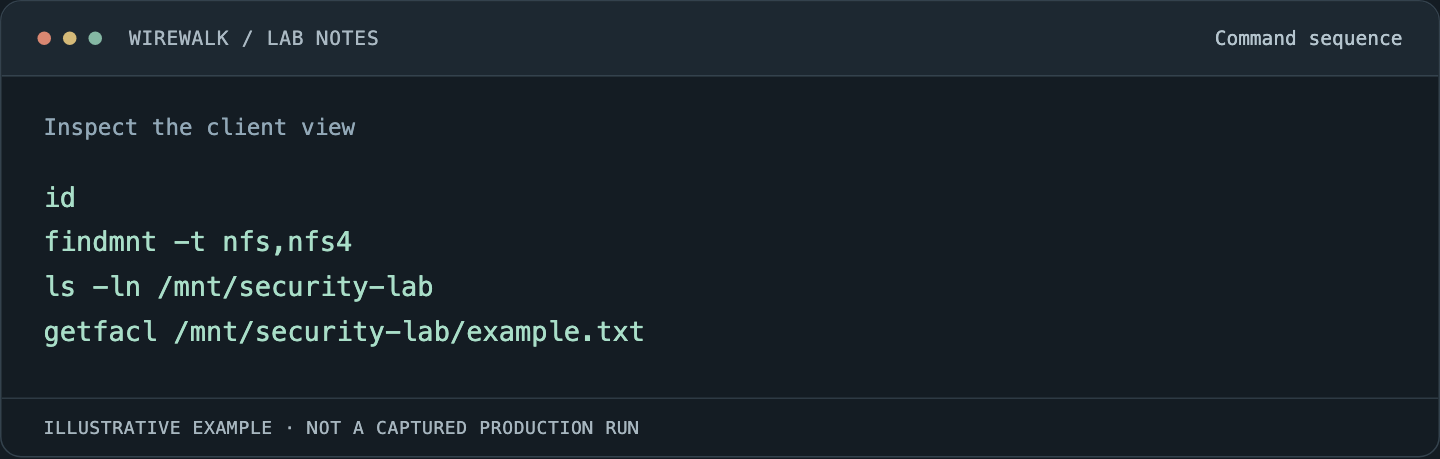 WIREWALK / LAB NOTES
Command sequence
Inspect the client view
id
findmnt -t nfs,nfs4
ls -ln /mnt/security-lab
getfacl /mnt/security-lab/example.txt
ILLUSTRATIVE EXAMPLE · NOT A CAPTURED PRODUCTION RUN